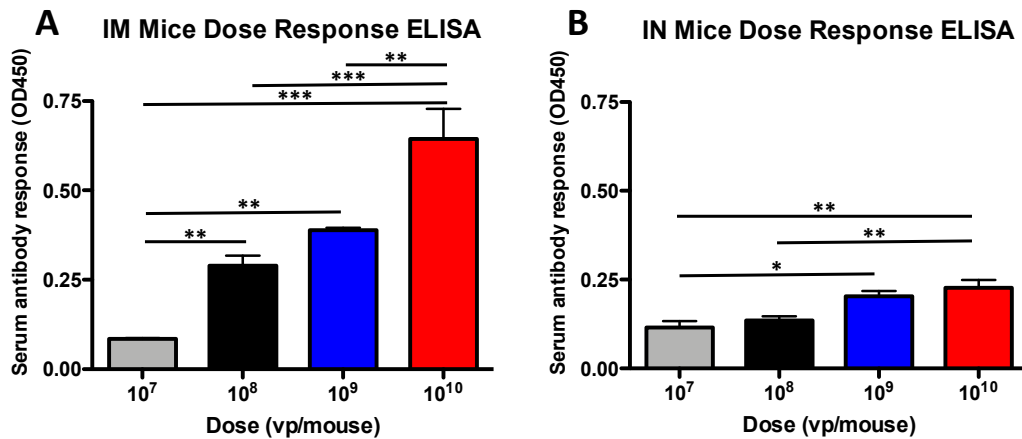 A IM Mice Dose Response ELISA
Serum antibody response (OD450)
0.75
0.50
0.25
0.00
**
***
***
**
**
10⁷ 10⁸ 10⁹ 10¹⁰
Dose (vp/mouse)
B IN Mice Dose Response ELISA
Serum antibody response (OD450)
0.75
0.50
0.25
0.00
**
**
*
10⁷ 10⁸ 10⁹ 10¹⁰
Dose (vp/mouse)